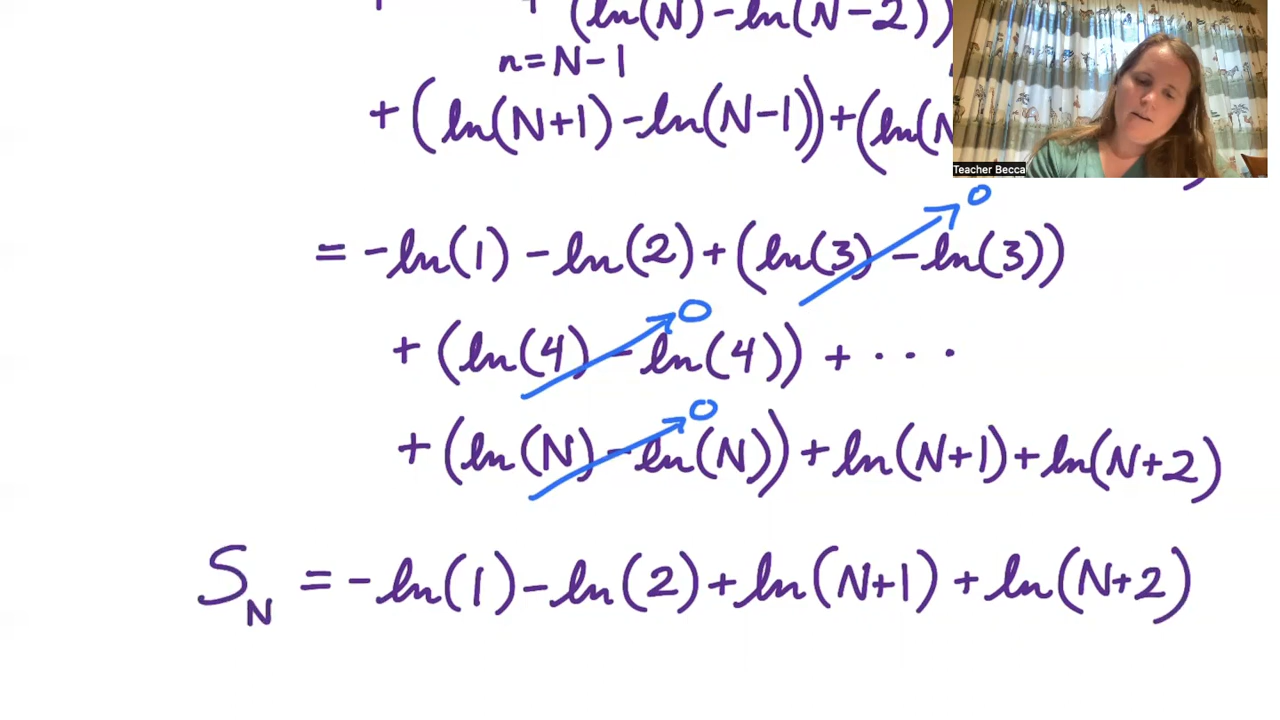 + (ln(N) -ln(N-2))
n=N-1
+ (ln(N+1) -ln(N-1)) + (ln(N
Teacher Becca
= -ln(1) -ln(2) + (ln(3) -ln(3)) 0
+ (ln(4) -ln(4)) 0 + ...
+ (ln(N) -ln(N)) 0 + ln(N+1) + ln(N+2)
S_N = -ln(1) -ln(2) + ln(N+1) + ln(N+2)